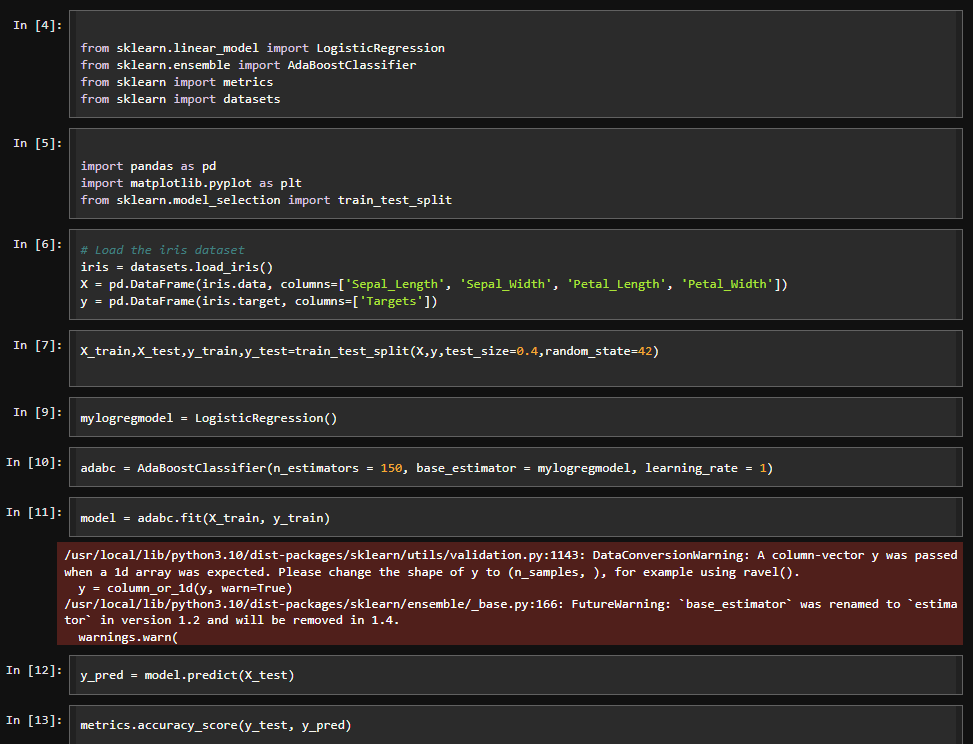 In [4]:
from sklearn.linear_model import LogisticRegression
from sklearn.ensemble import AdaBoostClassifier
from sklearn import metrics
from sklearn import datasets
In [5]:
import pandas as pd
import matplotlib.pyplot as plt
from sklearn.model_selection import train_test_split
In [6]:
# Load the iris dataset
iris = datasets.load_iris()
X = pd.DataFrame(iris.data, columns=['Sepal_Length', 'Sepal_Width', 'Petal_Length', 'Petal_Width'])
y = pd.DataFrame(iris.target, columns=['Targets'])
In [7]:
X_train,X_test,y_train,y_test=train_test_split(X,y,test_size=0.4,random_state=42)
In [9]:
mylogregmodel = LogisticRegression()
In [10]:
adabc = AdaBoostClassifier(n_estimators = 150, base_estimator = mylogregmodel, learning_rate = 1)
In [11]:
model = adabc.fit(X_train, y_train)
/usr/local/lib/python3.10/dist-packages/sklearn/utils/validation.py:1143: DataConversionWarning: A column-vector y was passed
when a 1d array was expected. Please change the shape of y to (n_samples, ), for example using ravel().
  y = column_or_1d(y, warn=True)
/usr/local/lib/python3.10/dist-packages/sklearn/ensemble/_base.py:166: FutureWarning: `base_estimator` was renamed to `estima
tor` in version 1.2 and will be removed in 1.4.
  warnings.warn(
In [12]:
y_pred = model.predict(X_test)
In [13]:
metrics.accuracy_score(y_test, y_pred)